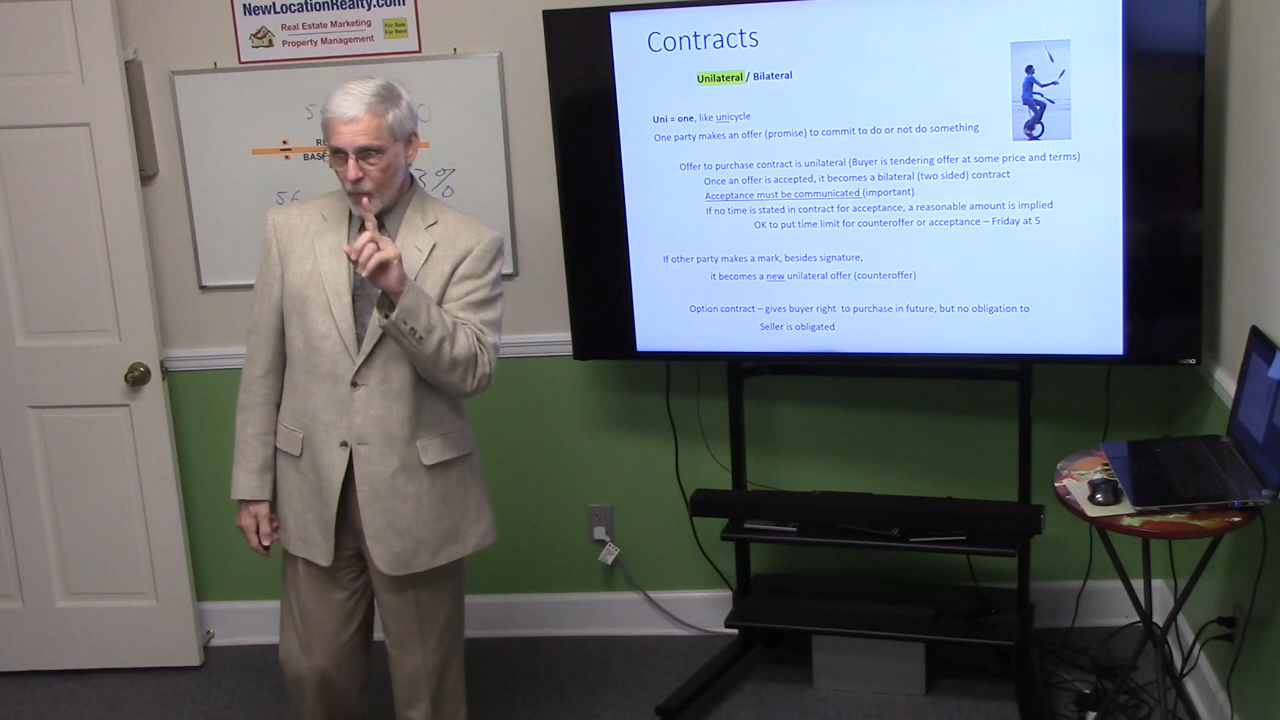 NewLocationRealty.com
Real Estate Marketing
Property Management
For Sale
For Rent
3%
56
Contracts
Unilateral / Bilateral
Uni = one, like unicycle
One party makes an offer (promise) to commit to do or not do something
Offer to purchase contract is unilateral (Buyer is tendering offer at some price and terms)
Once an offer is accepted, it becomes a bilateral (two sided) contract
Acceptance must be communicated (important)
If no time is stated in contract for acceptance, a reasonable amount is implied
OK to put time limit for counteroffer or acceptance – Friday at 5
If other party makes a mark, besides signature,
it becomes a new unilateral offer (counteroffer)
Option contract – gives buyer right to purchase in future, but no obligation to
Seller is obligated
VIZIO